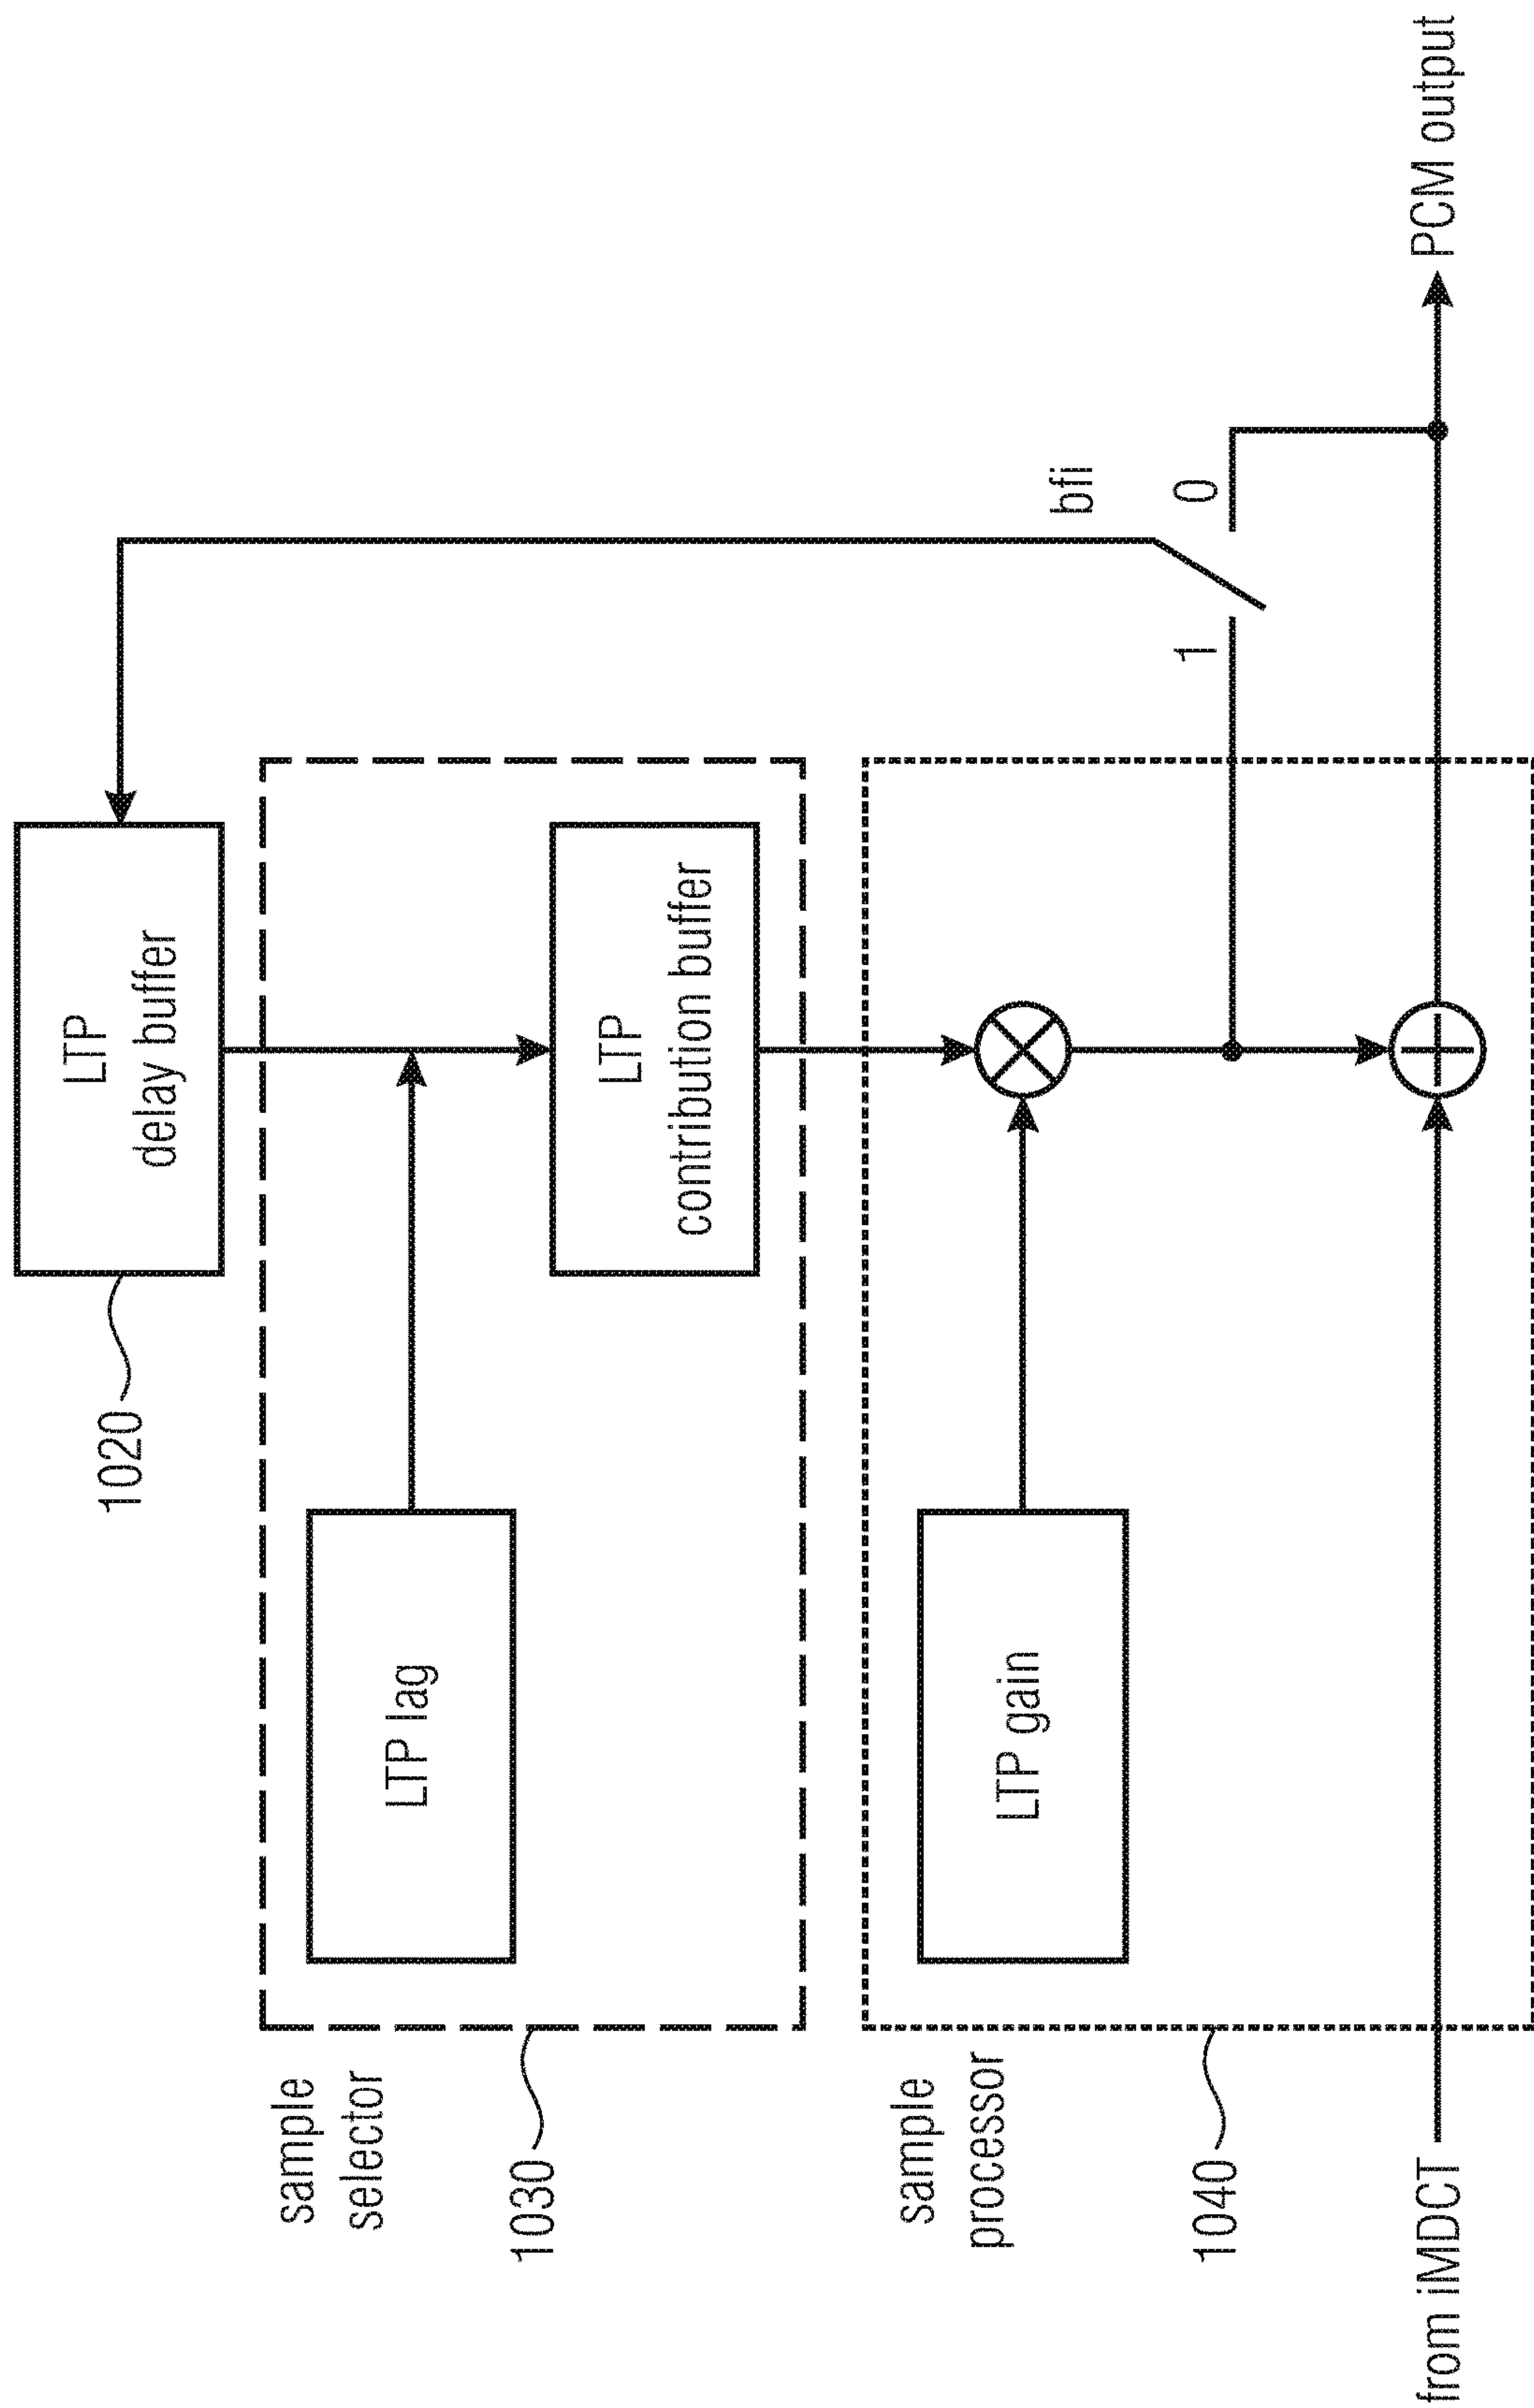 LTP
delay buffer
1020
LTP lag
LTP
contribution buffer
sample
selector
1030
bfi
1
0
LTP gain
sample
processor
1040
from iMDCT
PCM output